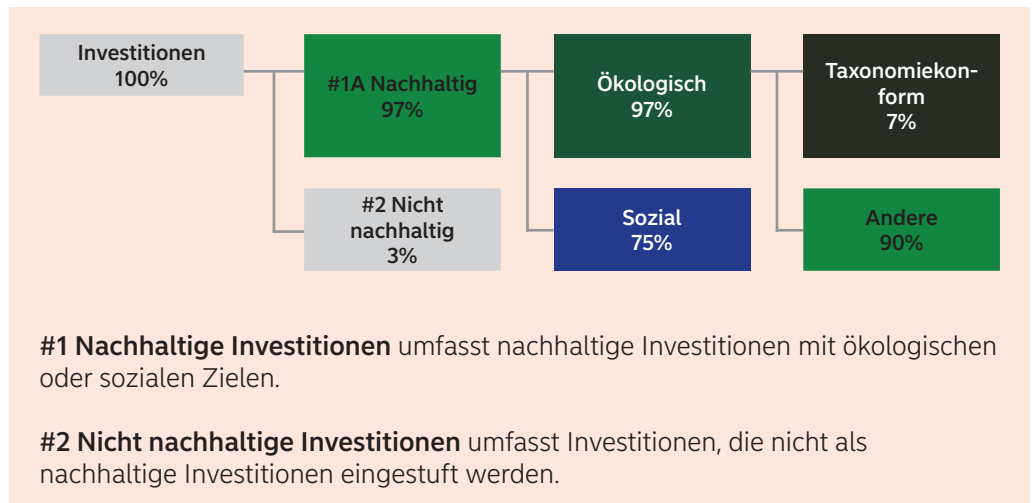 Investitionen
100%
#1A Nachhaltig
97%
Ökologisch
97%
Taxonomiekon-
form
7%
#2 Nicht
nachhaltig
3%
Sozial
75%
Andere
90%
#1 Nachhaltige Investitionen umfasst nachhaltige Investitionen mit ökologischen
oder sozialen Zielen.
#2 Nicht nachhaltige Investitionen umfasst Investitionen, die nicht als
nachhaltige Investitionen eingestuft werden.